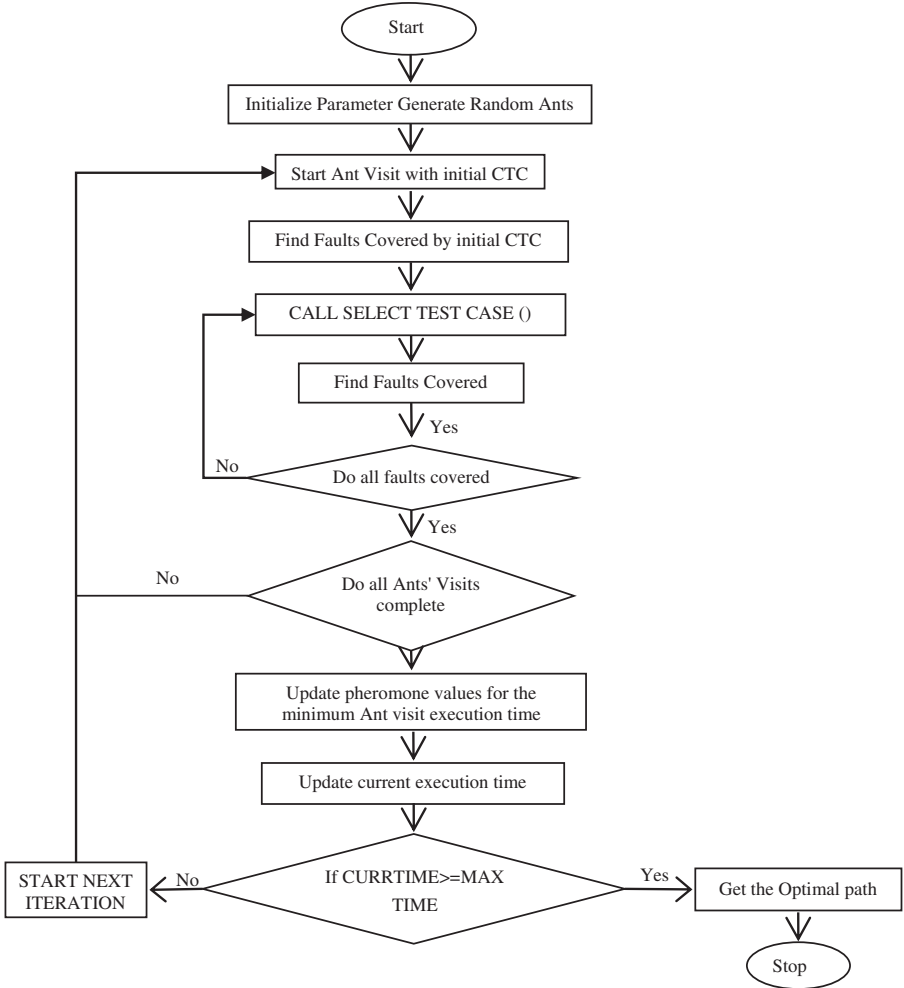 Start
Initialize Parameter Generate Random Ants
Start Ant Visit with initial CTC
Find Faults Covered by initial CTC
CALL SELECT TEST CASE ()
Find Faults Covered
Yes
No
Do all faults covered
Yes
No
Do all Ants' Visits
complete
Update pheromone values for the
minimum Ant visit execution time
Update current execution time
START NEXT
ITERATION
No
If CURRTIME>=MAX
TIME
Yes
Get the Optimal path
Stop